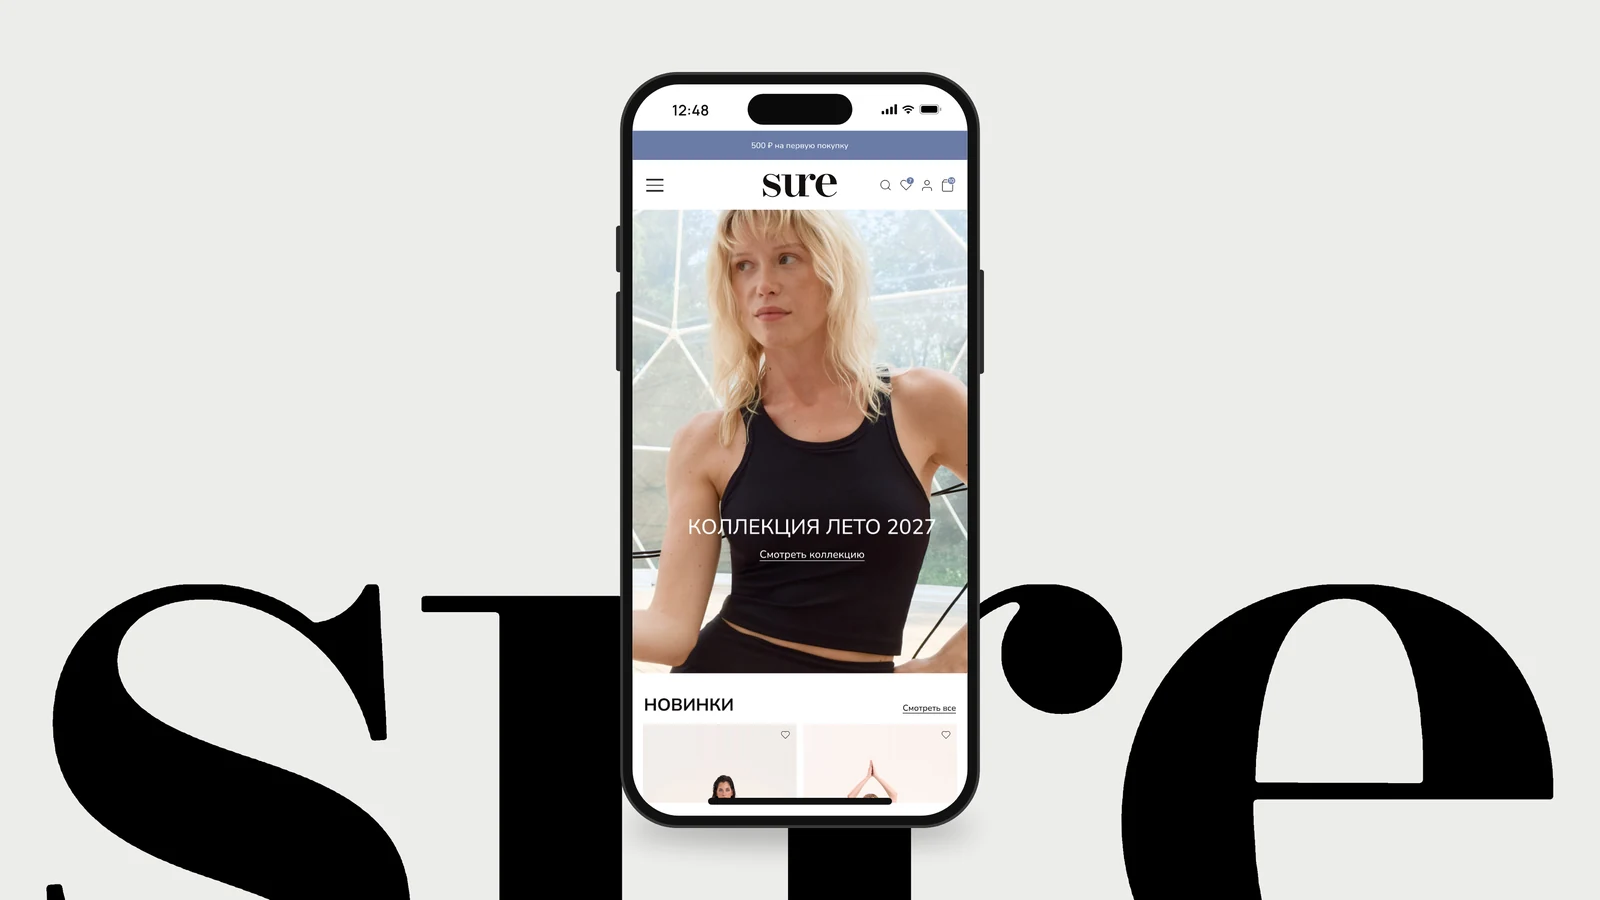 12:48
500 ₽ на первую покупку
sure
КОЛЛЕКЦИЯ ЛЕТО 2027
Смотреть коллекцию
НОВИНКИ
Смотреть все
sure